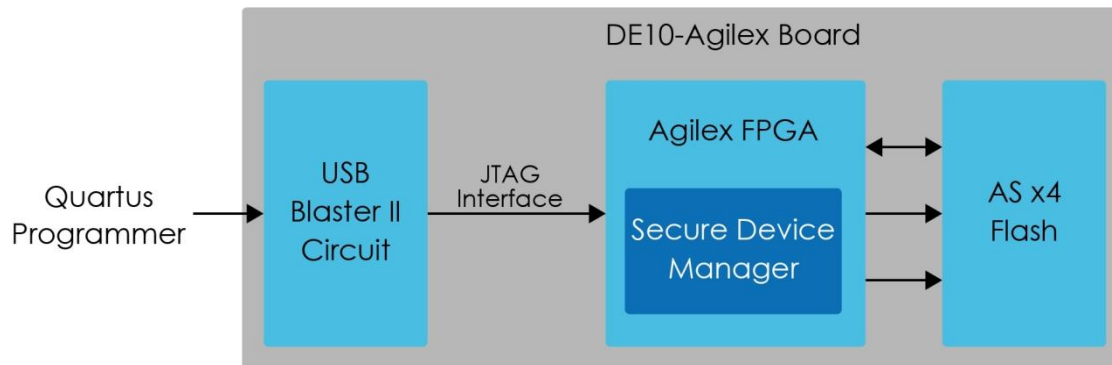 DE10-Agilex Board
Quartus
Programmer
USB
Blaster II
Circuit
JTAG
Interface
Agilex FPGA
Secure Device
Manager
AS x4
Flash